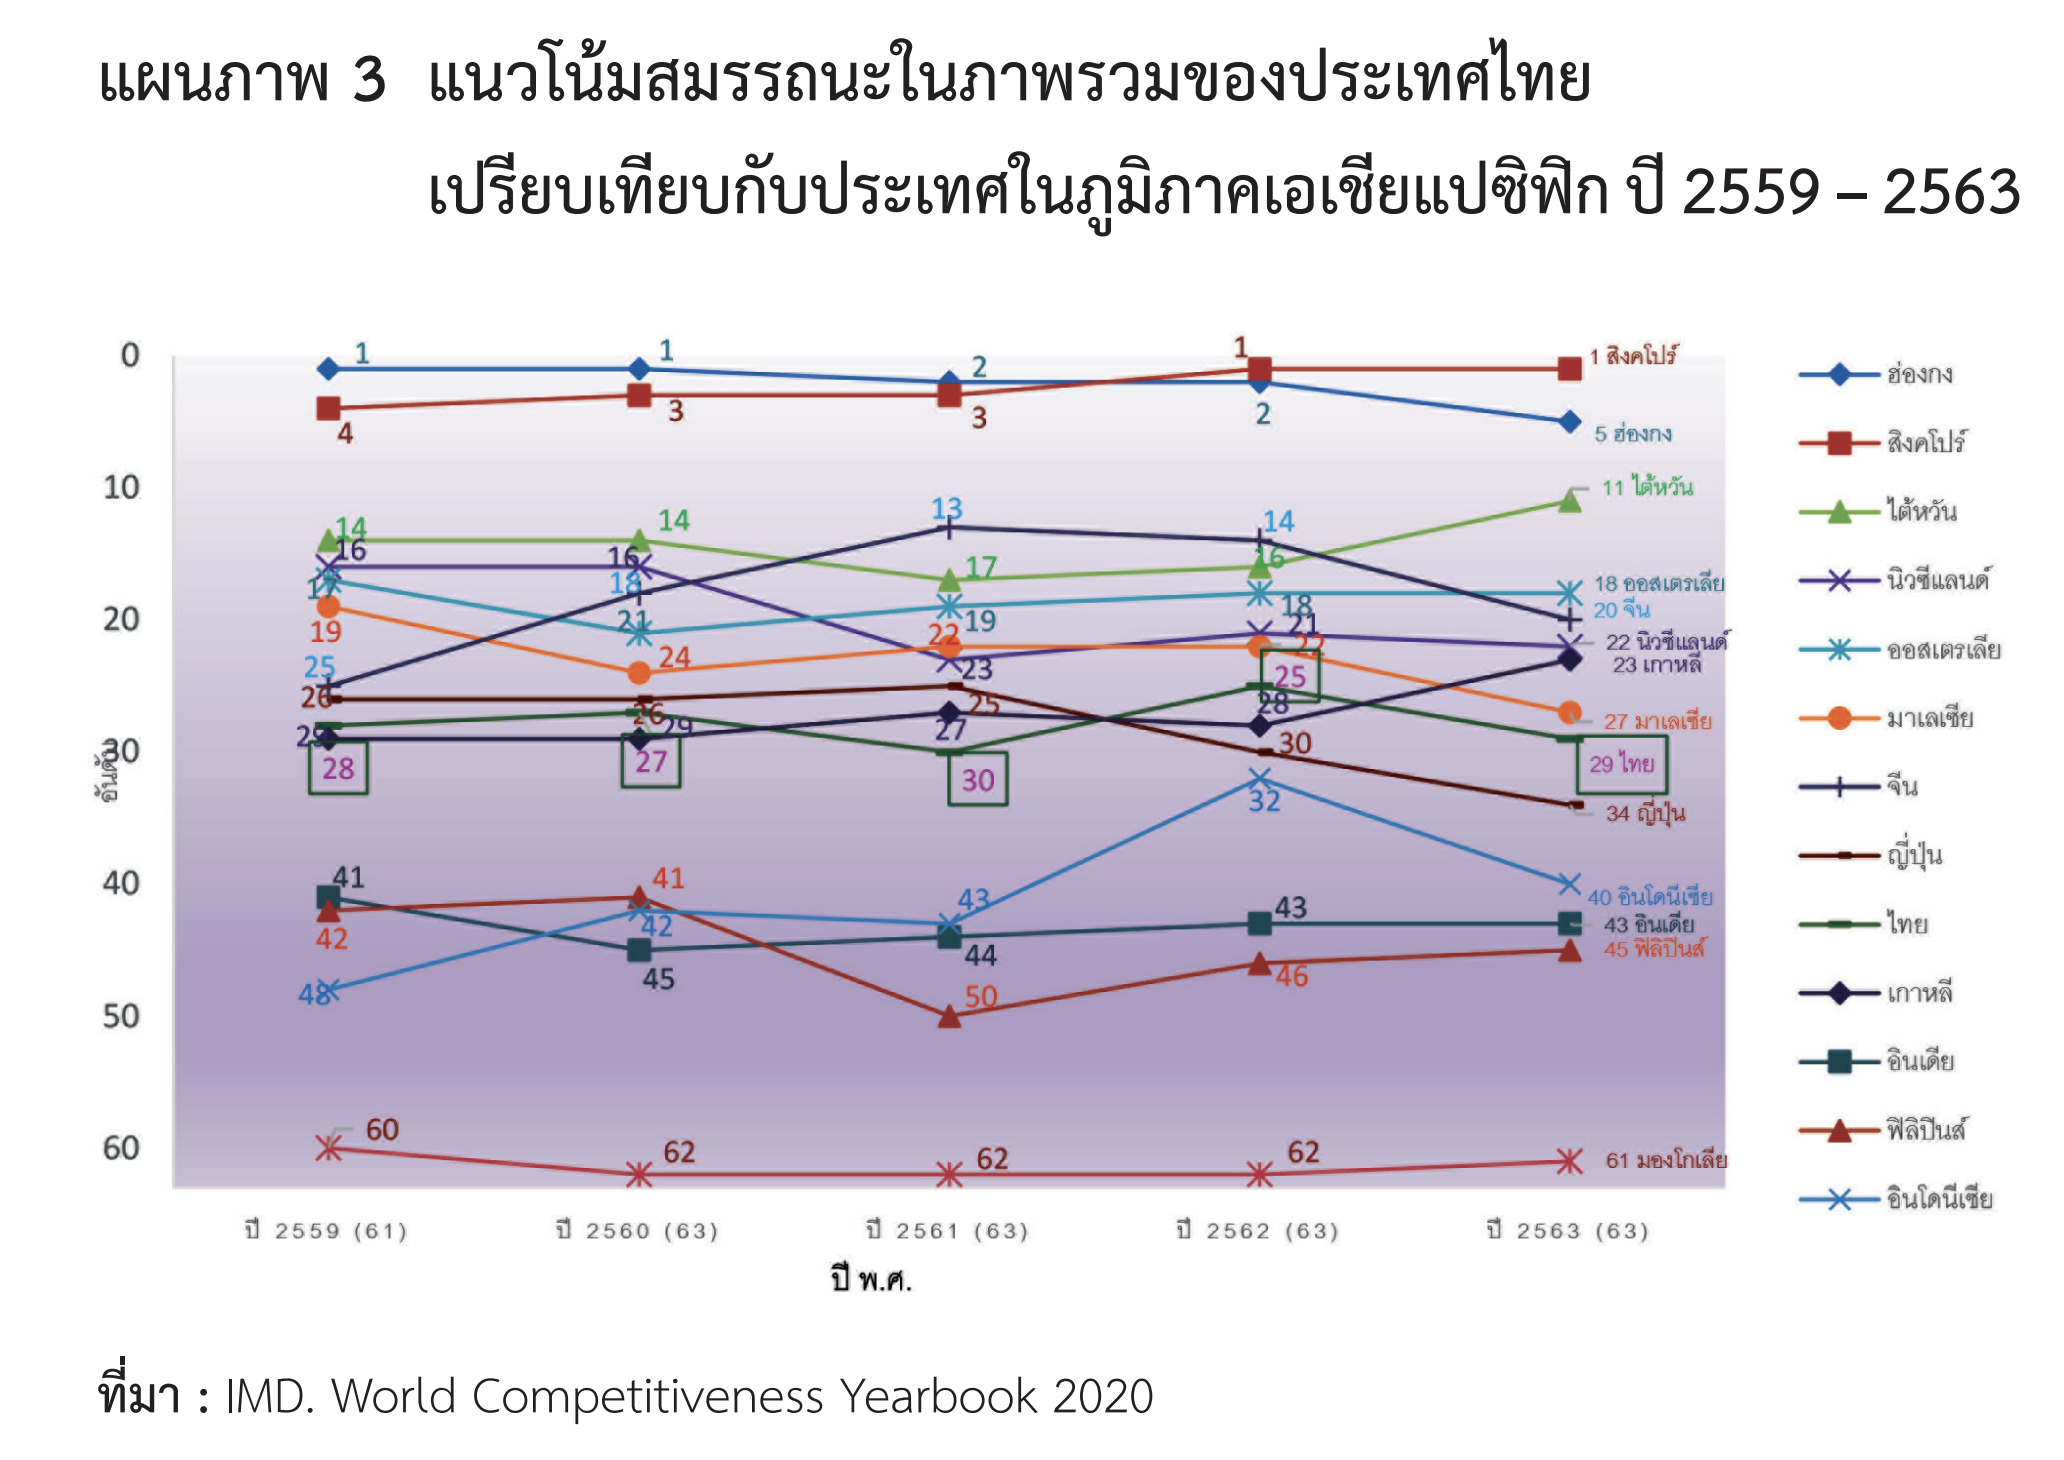 แผนภาพ 3 แนวโน้มสมรรถนะในภาพรวมของประเทศไทย
เปรียบเทียบกับประเทศในภูมิภาคเอเชียแปซิฟิก ปี 2559 – 2563
0
10
20
30
40
50
60
อันดับ
1 1 2 1 1 สิงคโปร์
4 3 3 2 5 ฮ่องกง
14 14 13 14 11 ไต้หวัน
16 16 17 16 18 ออสเตรเลีย
17 18 19 18 20 จีน
19 21 22 21 22 นิวซีแลนด์
25 24 23 22 23 เกาหลี
26 26 25 25 27 มาเลเซีย
29 29 27 28 29 ไทย
28 27 30 30 34 ญี่ปุ่น
41 41 43 32 40 อินโดนีเซีย
42 42 44 43 43 อินเดีย
48 45 50 46 45 ฟิลิปินส์
60 62 62 62 61 มองโกเลีย
ปี 2559 (61) ปี 2560 (63) ปี 2561 (63) ปี 2562 (63) ปี 2563 (63)
ปี พ.ศ.
ฮ่องกง
สิงคโปร์
ไต้หวัน
นิวซีแลนด์
ออสเตรเลีย
มาเลเซีย
จีน
ญี่ปุ่น
ไทย
เกาหลี
อินเดีย
ฟิลิปินส์
อินโดนีเซีย
ที่มา : IMD. World Competitiveness Yearbook 2020